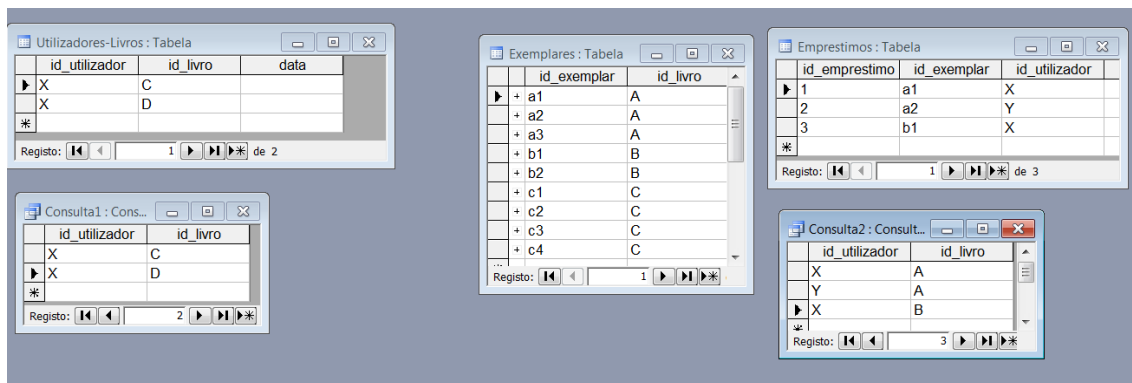 Utilizadores-Livros : Tabela
id_utilizador id_livro data
X C
X D
Registo: 1 de 2
Consulta1 : Cons...
id_utilizador id_livro
X C
X D
Registo: 2
Exemplares : Tabela
id_exemplar id_livro
+ a1 A
+ a2 A
+ a3 A
+ b1 B
+ b2 B
+ c1 C
+ c2 C
+ c3 C
+ c4 C
Registo: 1
Emprestimos : Tabela
id_emprestimo id_exemplar id_utilizador
1 a1 X
2 a2 Y
3 b1 X
Registo: 1 de 3
Consulta2 : Consult...
id_utilizador id_livro
X A
Y A
X B
Registo: 3